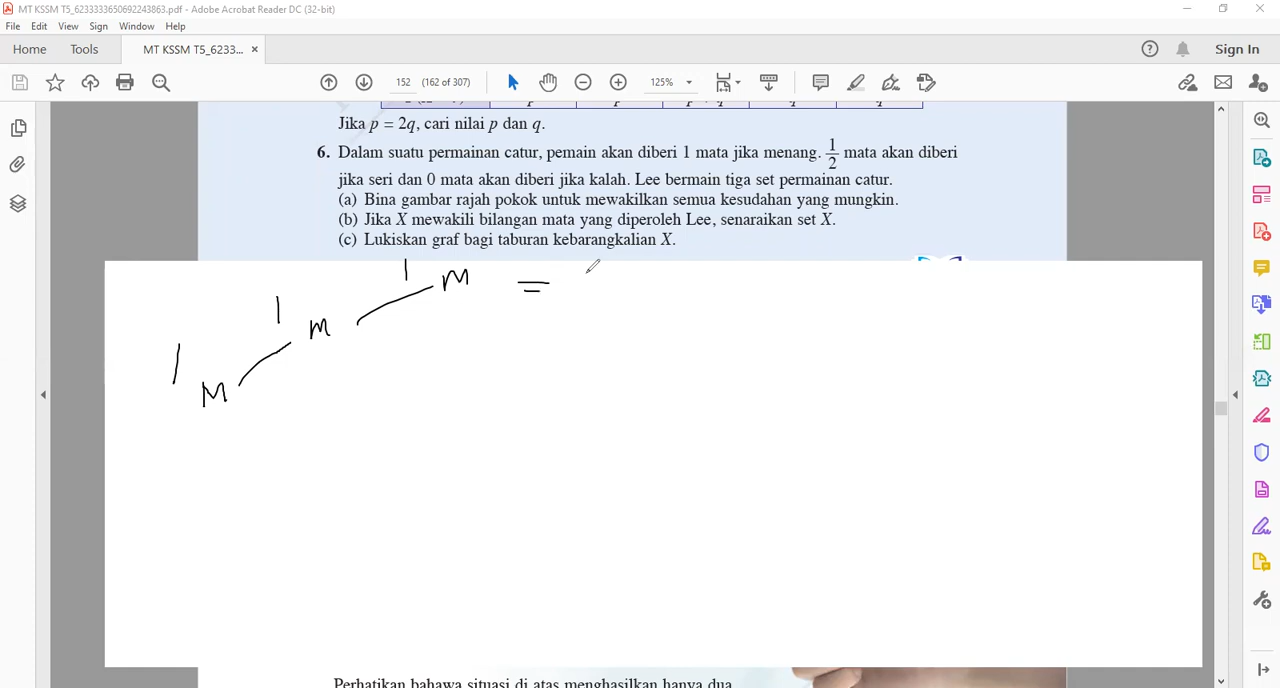 MT KSSM T5_6233333650692243863.pdf - Adobe Acrobat Reader DC (32-bit)
File Edit View Sign Window Help
Home Tools MT KSSM T5_6233... × Sign In
152 (162 of 307) 125%
Jika p = 2q, cari nilai p dan q.
6. Dalam suatu permainan catur, pemain akan diberi 1 mata jika menang. 1/2 mata akan diberi
jika seri dan 0 mata akan diberi jika kalah. Lee bermain tiga set permainan catur.
(a) Bina gambar rajah pokok untuk mewakilkan semua kesudahan yang mungkin.
(b) Jika X mewakili bilangan mata yang diperoleh Lee, senaraikan set X.
(c) Lukiskan graf bagi taburan kebarangkalian X.
1 M =
1 m
1 M
Perhatikan bahawa situasi di atas menghasilkan hanya dua